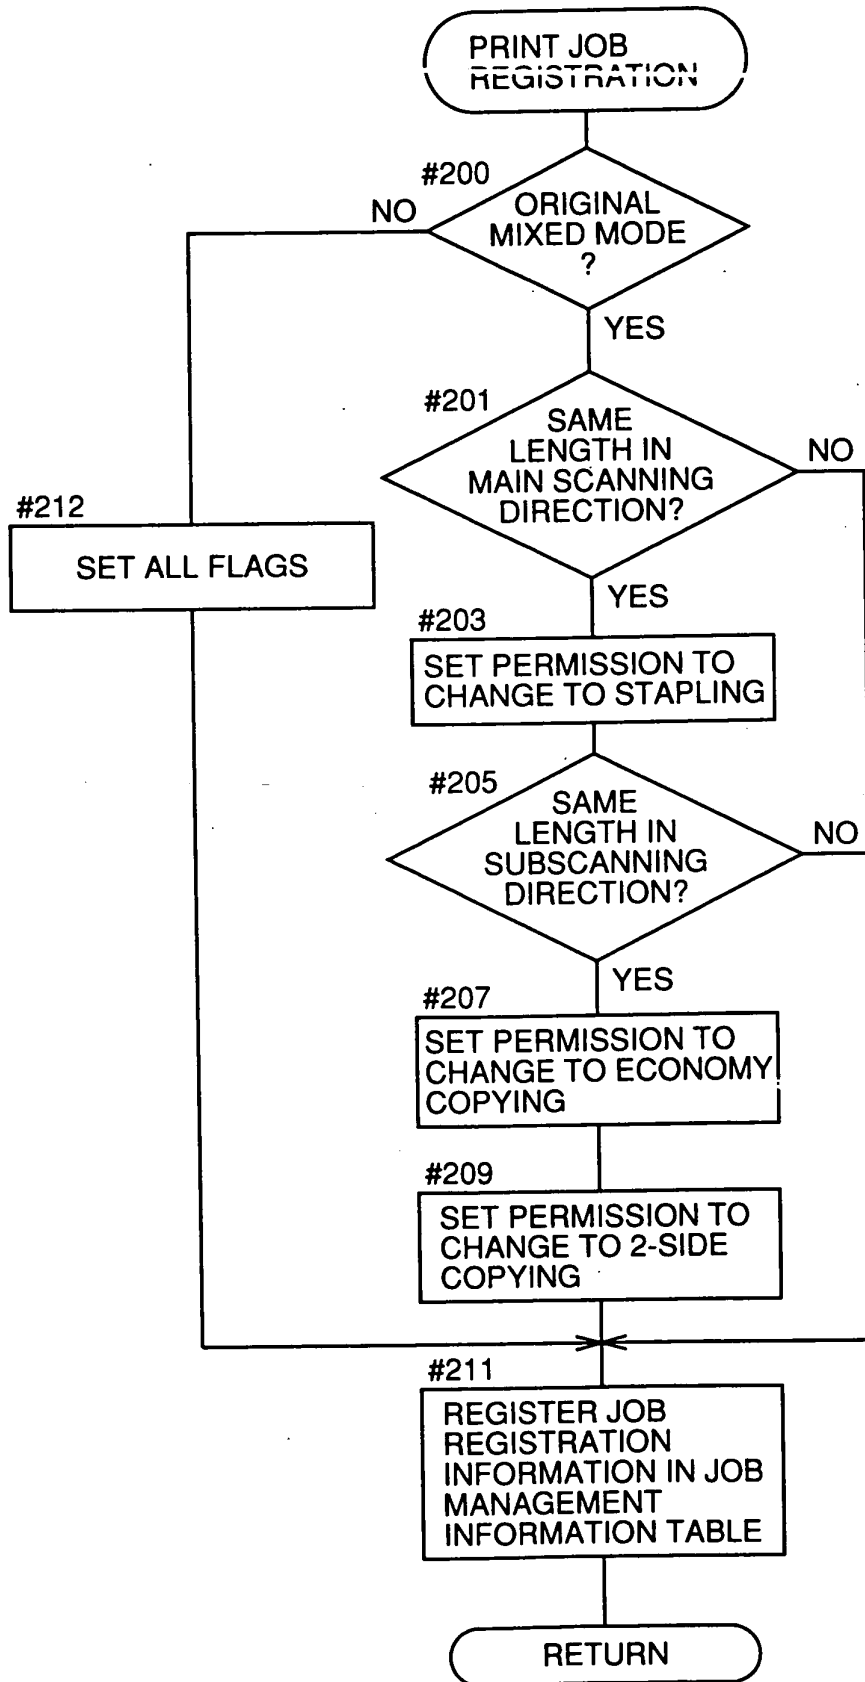 PRINT JOB
REGISTRATION
#200
NO
ORIGINAL
MIXED MODE
?
YES
#201
SAME
LENGTH IN
MAIN SCANNING
DIRECTION?
NO
#212
SET ALL FLAGS
YES
#203
SET PERMISSION TO
CHANGE TO STAPLING
#205
SAME
LENGTH IN
SUBSCANNING
DIRECTION?
NO
YES
#207
SET PERMISSION TO
CHANGE TO ECONOMY
COPYING
#209
SET PERMISSION TO
CHANGE TO 2-SIDE
COPYING
#211
REGISTER JOB
REGISTRATION
INFORMATION IN JOB
MANAGEMENT
INFORMATION TABLE
RETURN